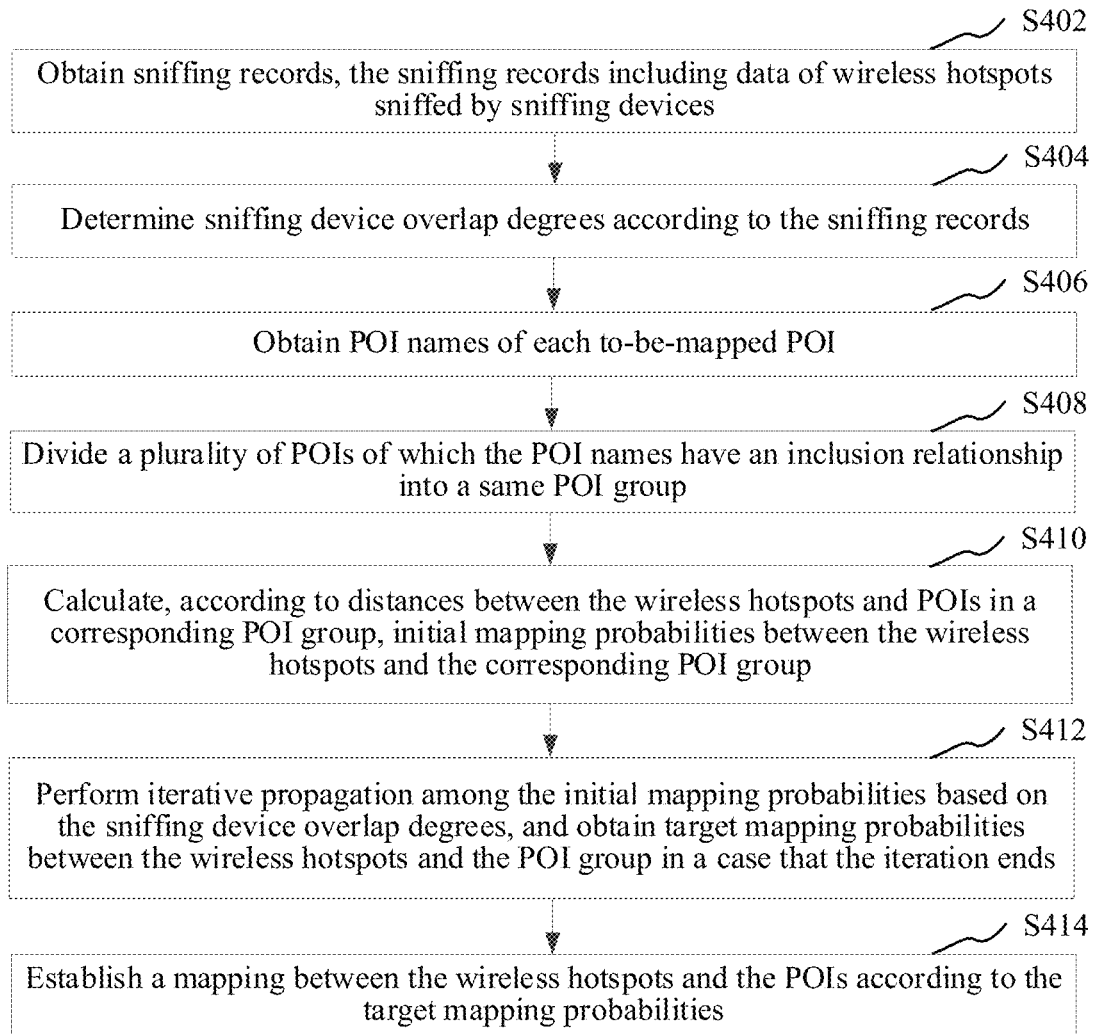 S402
Obtain sniffing records, the sniffing records including data of wireless hotspots
sniffed by sniffing devices
S404
Determine sniffing device overlap degrees according to the sniffing records
S406
Obtain POI names of each to-be-mapped POI
S408
Divide a plurality of POIs of which the POI names have an inclusion relationship
into a same POI group
S410
Calculate, according to distances between the wireless hotspots and POIs in a
corresponding POI group, initial mapping probabilities between the wireless
hotspots and the corresponding POI group
S412
Perform iterative propagation among the initial mapping probabilities based on
the sniffing device overlap degrees, and obtain target mapping probabilities
between the wireless hotspots and the POI group in a case that the iteration ends
S414
Establish a mapping between the wireless hotspots and the POIs according to the
target mapping probabilities